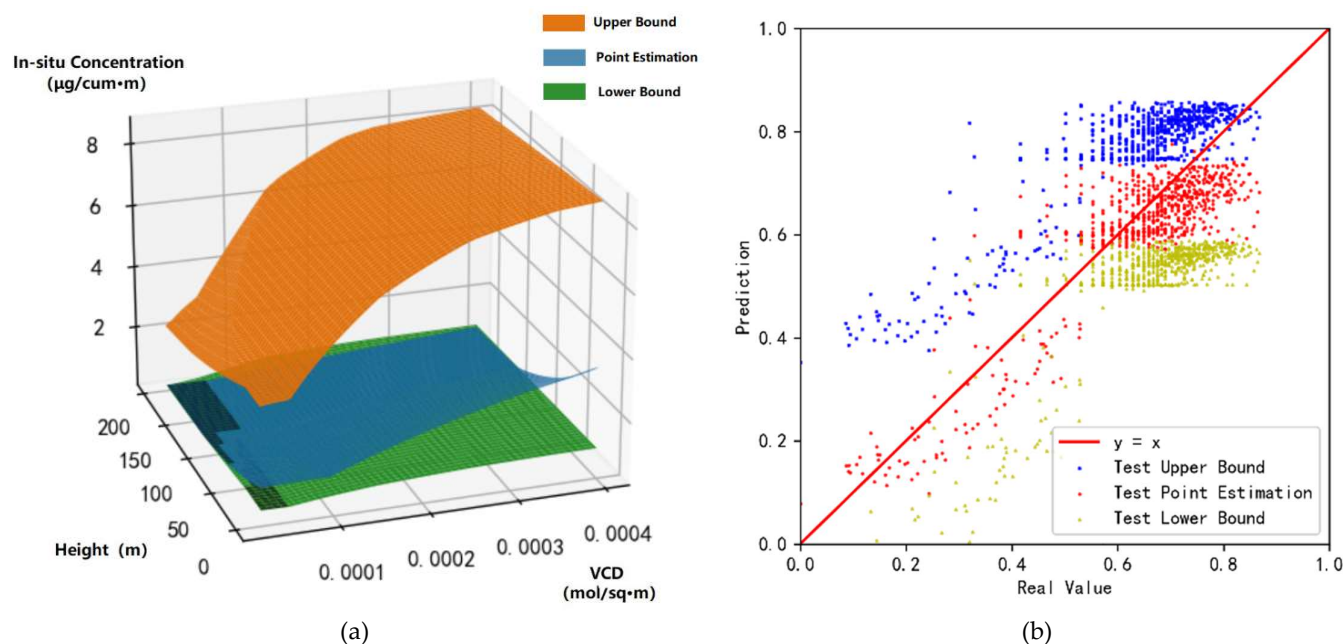 Upper Bound
Point Estimation
Lower Bound
In-situ Concentration
(μg/cum•m)
8
6
4
2
200
150
100
50
0
Height (m)
0.0001
0.0002
0.0003
0.0004
VCD
(mol/sq•m)
(a)
1.0
0.8
0.6
0.4
0.2
0.0
Prediction
y = x
Test Upper Bound
Test Point Estimation
Test Lower Bound
0.0 0.2 0.4 0.6 0.8 1.0
Real Value
(b)